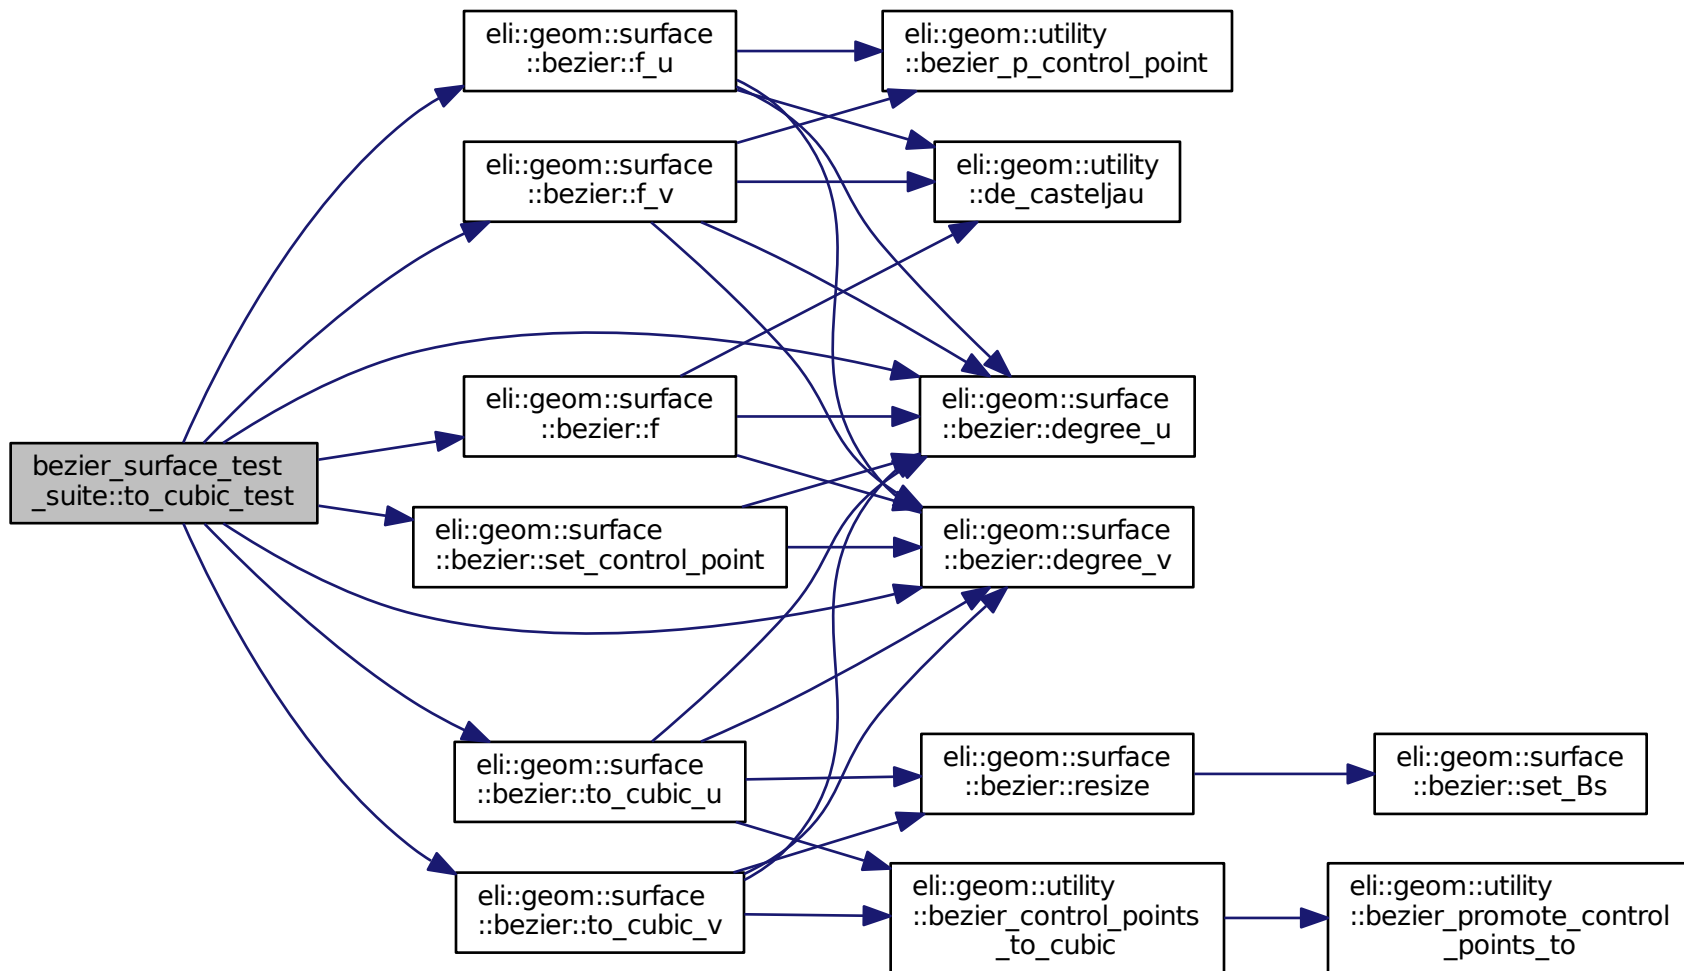 bezier_surface_test
_suite::to_cubic_test
eli::geom::surface
::bezier::f_u
eli::geom::surface
::bezier::f_v
eli::geom::surface
::bezier::f
eli::geom::surface
::bezier::set_control_point
eli::geom::surface
::bezier::to_cubic_u
eli::geom::surface
::bezier::to_cubic_v
eli::geom::utility
::bezier_p_control_point
eli::geom::utility
::de_casteljau
eli::geom::surface
::bezier::degree_u
eli::geom::surface
::bezier::degree_v
eli::geom::surface
::bezier::resize
eli::geom::utility
::bezier_control_points
_to_cubic
eli::geom::surface
::bezier::set_Bs
eli::geom::utility
::bezier_promote_control
_points_to